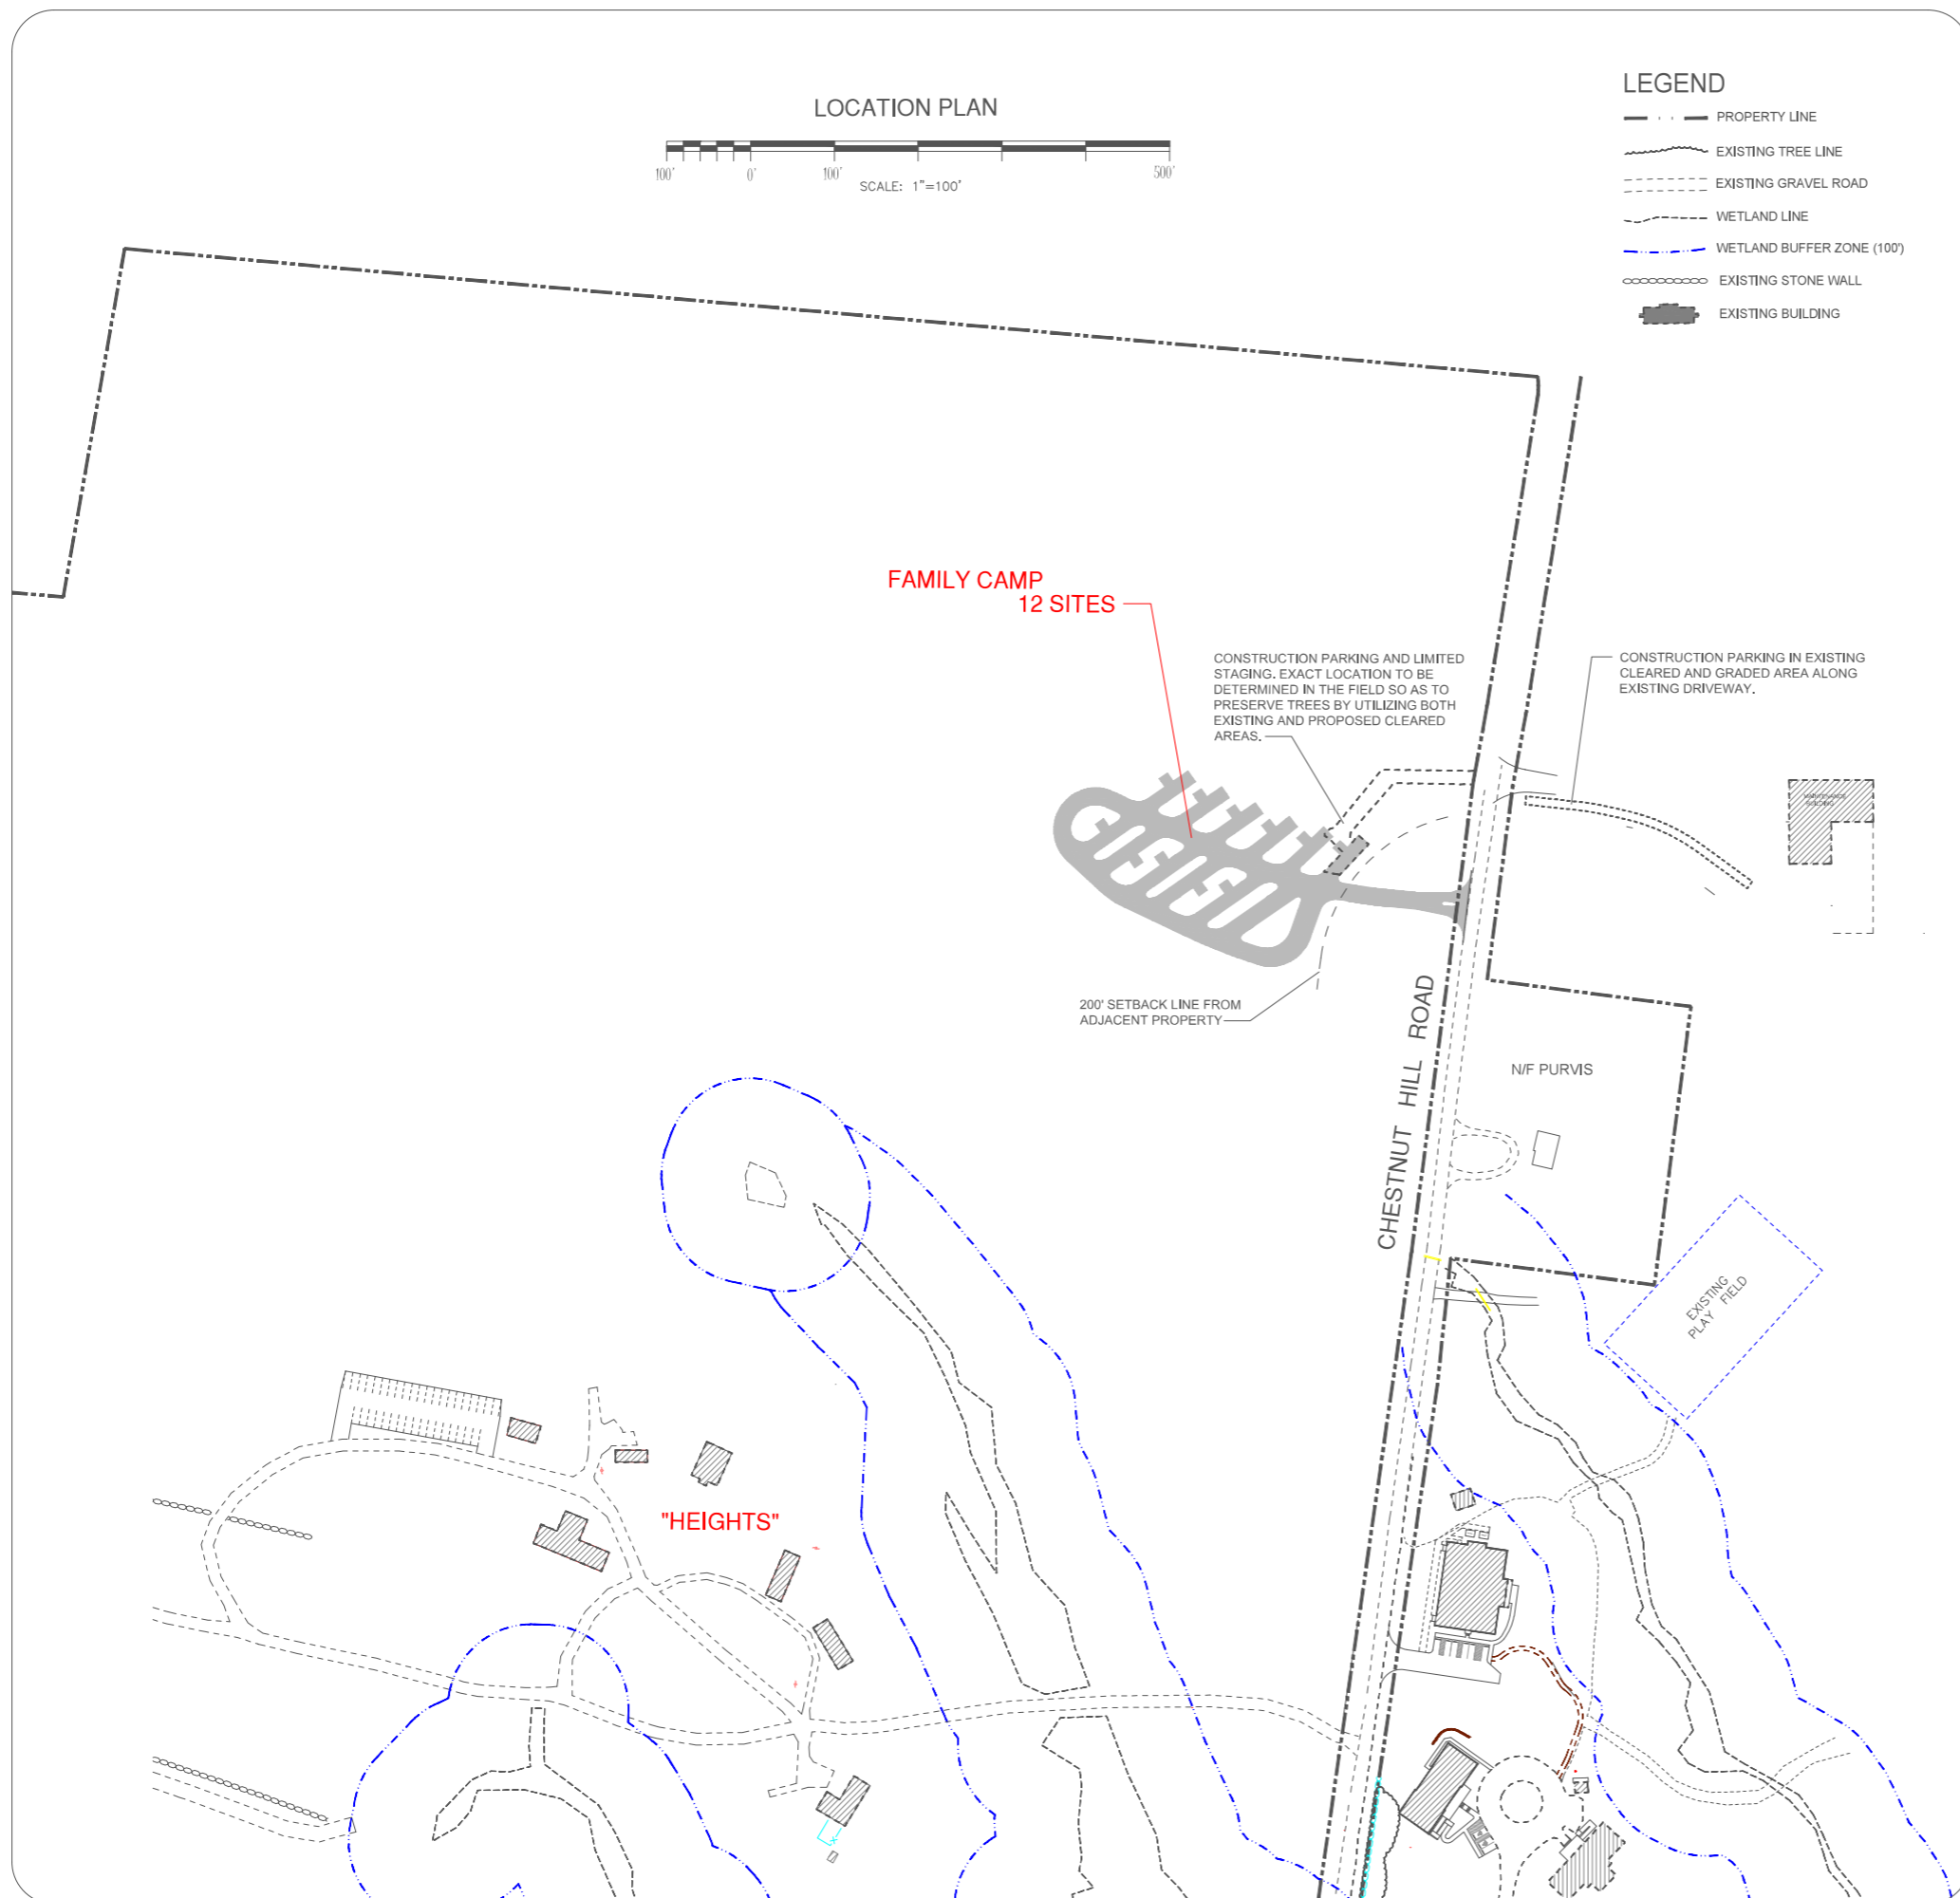 LOCATION PLAN
100'
0'
100'
500'
SCALE: 1"=100'
LEGEND
PROPERTY LINE
EXISTING TREE LINE
EXISTING GRAVEL ROAD
WETLAND LINE
WETLAND BUFFER ZONE (100')
EXISTING STONE WALL
EXISTING BUILDING
FAMILY CAMP
12 SITES
CONSTRUCTION PARKING AND LIMITED
STAGING. EXACT LOCATION TO BE
DETERMINED IN THE FIELD SO AS TO
PRESERVE TREES BY UTILIZING BOTH
EXISTING AND PROPOSED CLEARED
AREAS.
CONSTRUCTION PARKING IN EXISTING
CLEARED AND GRADED AREA ALONG
EXISTING DRIVEWAY.
MAINTENANCE
BUILDING
200' SETBACK LINE FROM
ADJACENT PROPERTY
CHESTNUT HILL ROAD
N/F PURVIS
EXISTING
PLAY FIELD
"HEIGHTS"